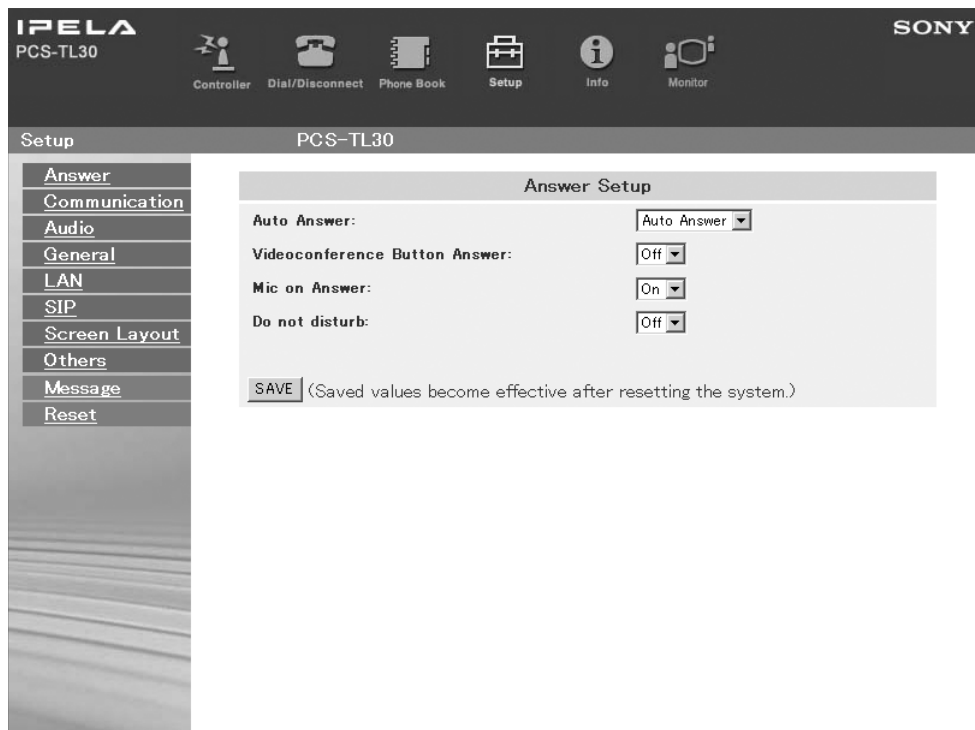 IPELA
SONY
PCS-TL30
Controller Dial/Disconnect Phone Book Setup Info Monitor
Setup PCS-TL30
Answer
Communication
Audio
General
LAN
SIP
Screen Layout
Others
Message
Reset
Answer Setup
Auto Answer: Auto Answer
Videoconference Button Answer: Off
Mic on Answer: On
Do not disturb: Off
SAVE (Saved values become effective after resetting the system.)